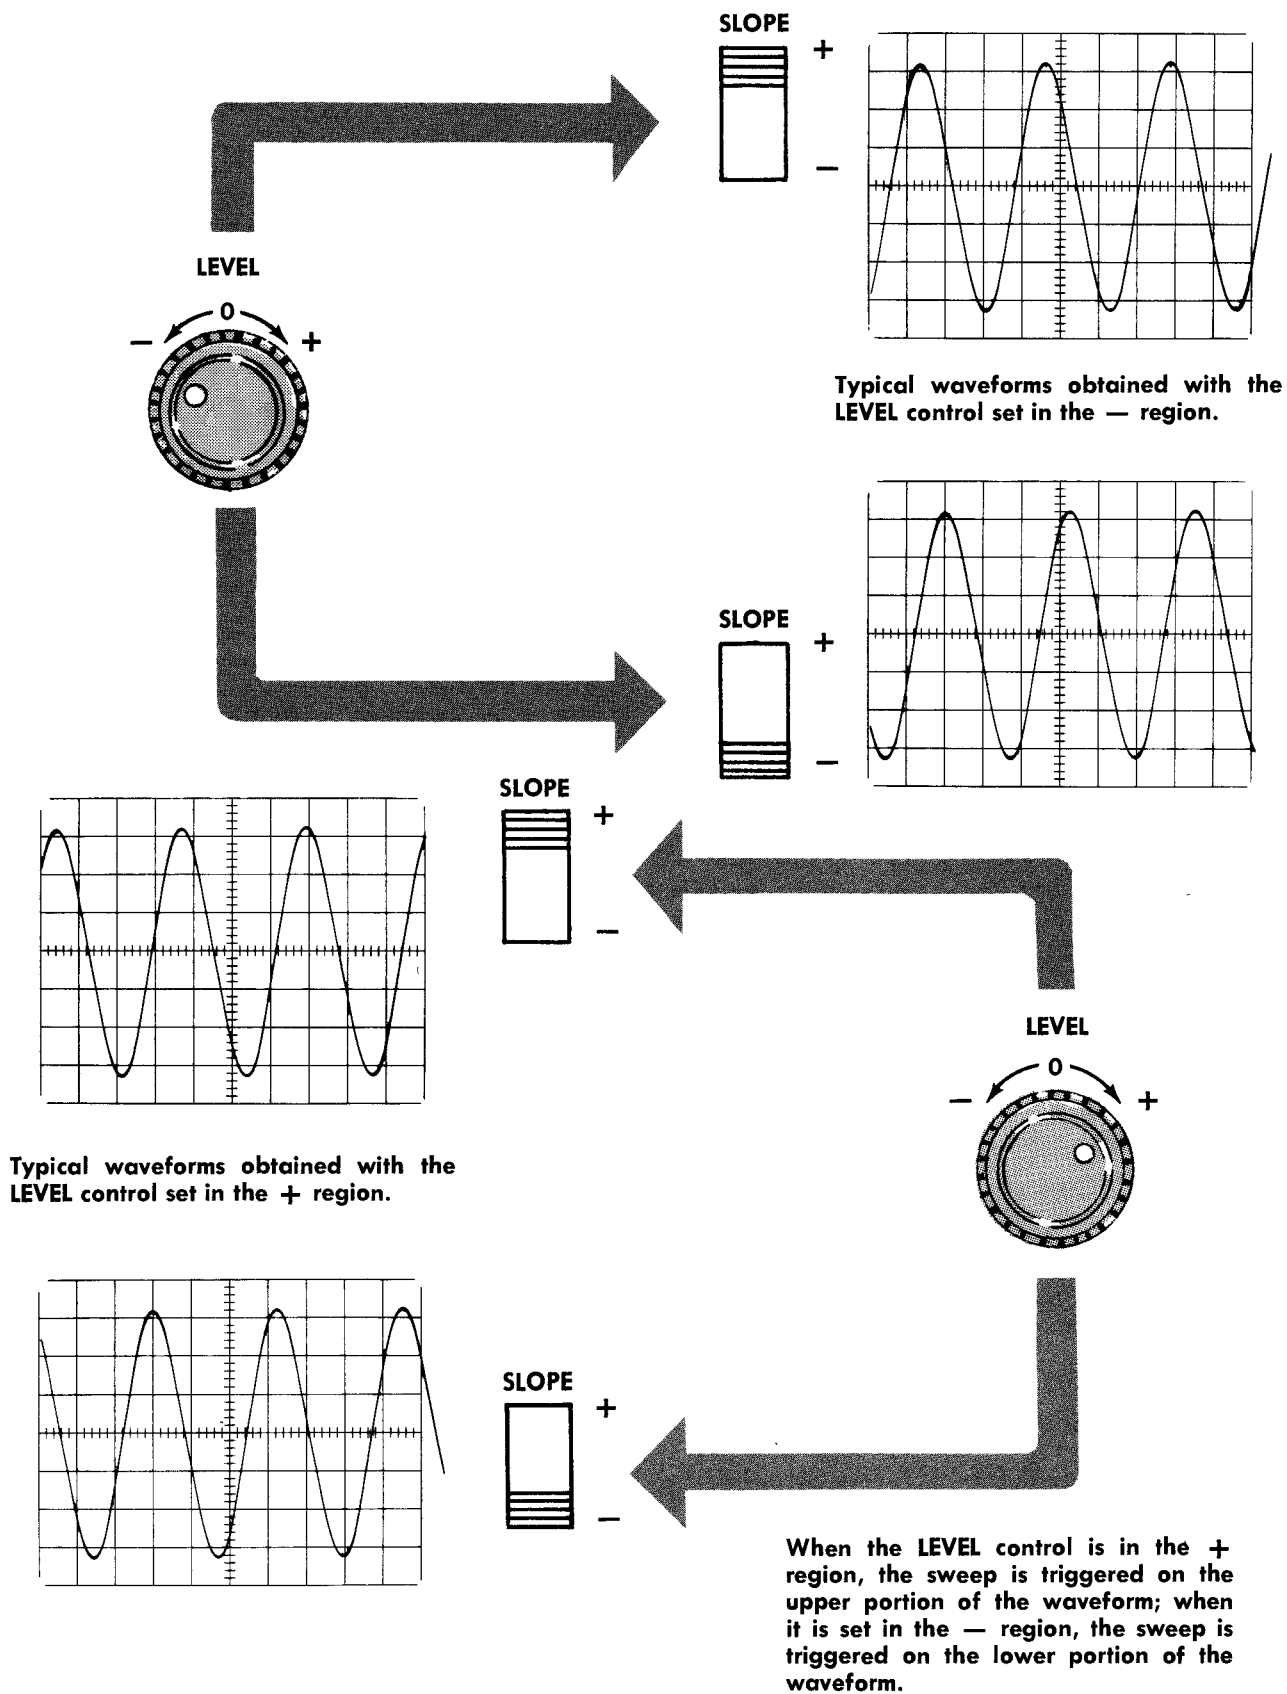 SLOPE
+
—
LEVEL
0
— +
Typical waveforms obtained with the
LEVEL control set in the — region.
SLOPE
+
—
SLOPE
+
—
LEVEL
0
— +
Typical waveforms obtained with the
LEVEL control set in the + region.
SLOPE
+
—
When the LEVEL control is in the +
region, the sweep is triggered on the
upper portion of the waveform; when
it is set in the — region, the sweep is
triggered on the lower portion of the
waveform.